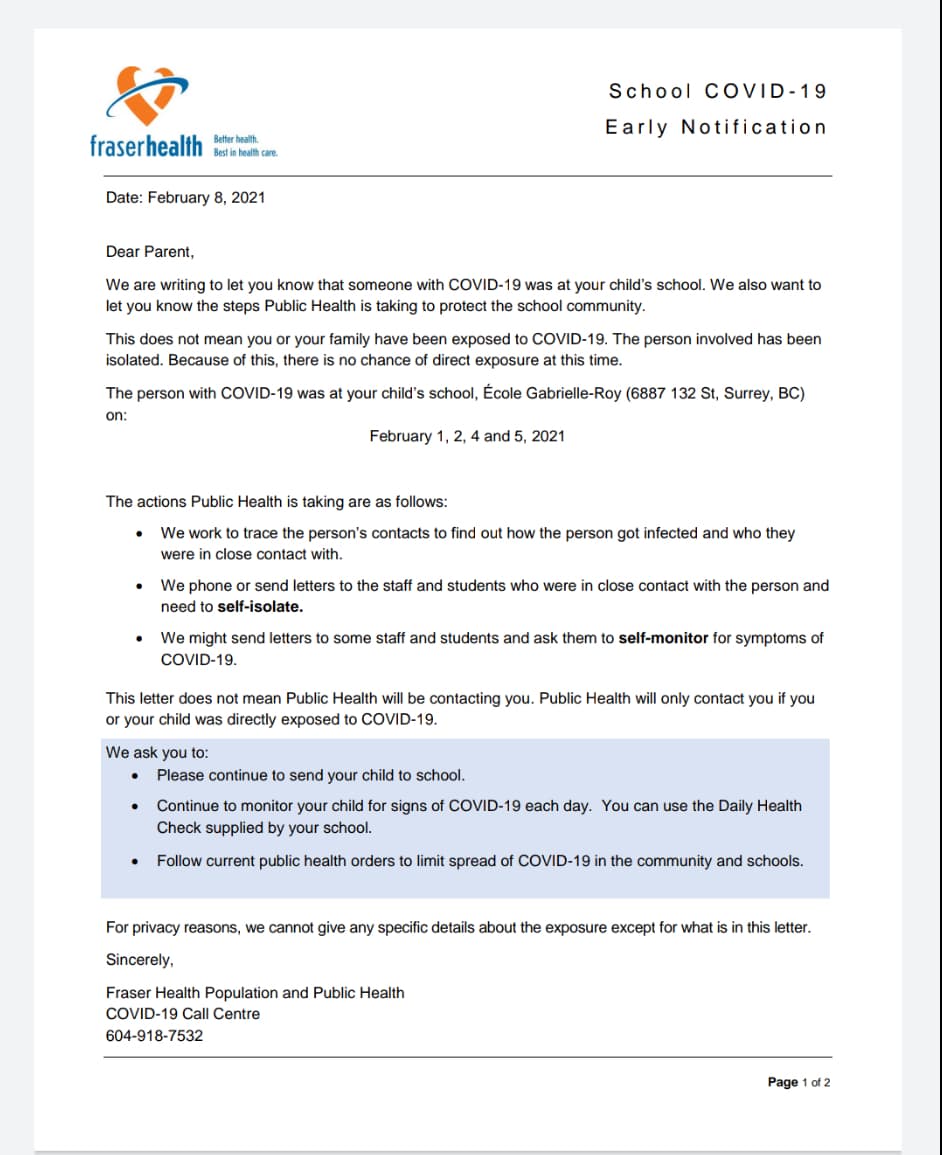 fraserhealth
Better health.
Best in health care.
School COVID-19
Early Notification
Date: February 8, 2021
Dear Parent,
We are writing to let you know that someone with COVID-19 was at your child's school. We also want to
let you know the steps Public Health is taking to protect the school community.
This does not mean you or your family have been exposed to COVID-19. The person involved has been
isolated. Because of this, there is no chance of direct exposure at this time.
The person with COVID-19 was at your child's school, École Gabrielle-Roy (6887 132 St, Surrey, BC)
on:
February 1, 2, 4 and 5, 2021
The actions Public Health is taking are as follows:
• We work to trace the person's contacts to find out how the person got infected and who they
were in close contact with.
• We phone or send letters to the staff and students who were in close contact with the person and
need to self-isolate.
• We might send letters to some staff and students and ask them to self-monitor for symptoms of
COVID-19.
This letter does not mean Public Health will be contacting you. Public Health will only contact you if you
or your child was directly exposed to COVID-19.
We ask you to:
• Please continue to send your child to school.
• Continue to monitor your child for signs of COVID-19 each day.  You can use the Daily Health
Check supplied by your school.
• Follow current public health orders to limit spread of COVID-19 in the community and schools.
For privacy reasons, we cannot give any specific details about the exposure except for what is in this letter.
Sincerely,
Fraser Health Population and Public Health
COVID-19 Call Centre
604-918-7532
Page 1 of 2